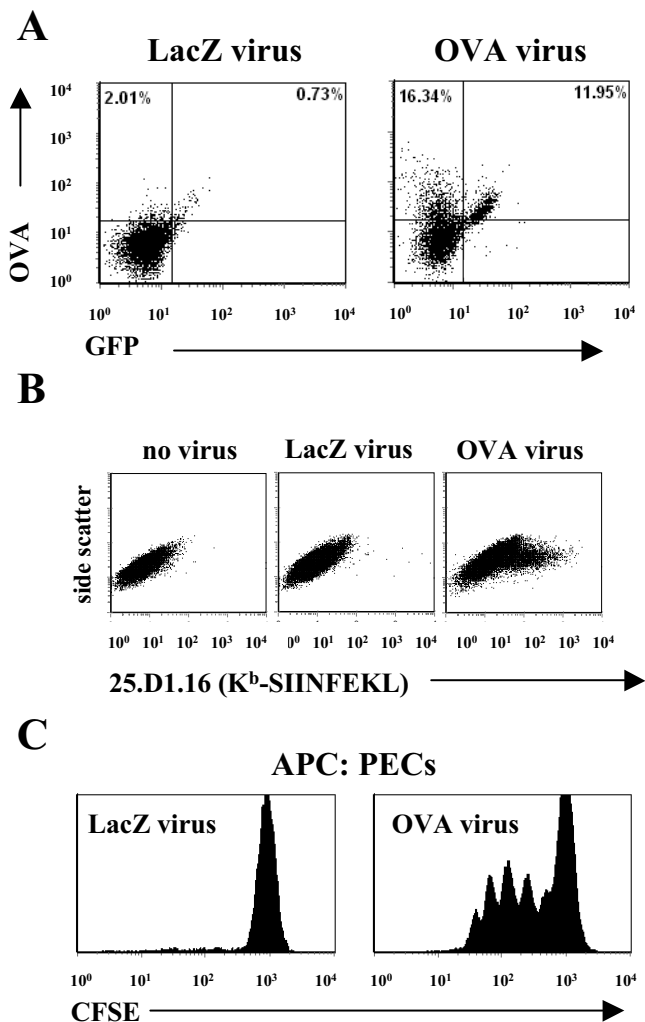 A
LacZ virus
OVA virus
2.01%
0.73%
16.34%
11.95%
10⁴
10³
10²
10¹
10⁰
OVA
10⁰ 10¹ 10² 10³ 10⁴
10⁰ 10¹ 10² 10³ 10⁴
GFP
B
no virus
LacZ virus
OVA virus
side scatter
10⁰ 10¹ 10² 10³ 10⁴
10⁰ 10¹ 10² 10³ 10⁴
10⁰ 10¹ 10² 10³ 10⁴
25.D1.16 (Kᵇ-SIINFEKL)
C
APC: PECs
LacZ virus
OVA virus
10⁰ 10¹ 10² 10³ 10⁴
10⁰ 10¹ 10² 10³ 10⁴
CFSE